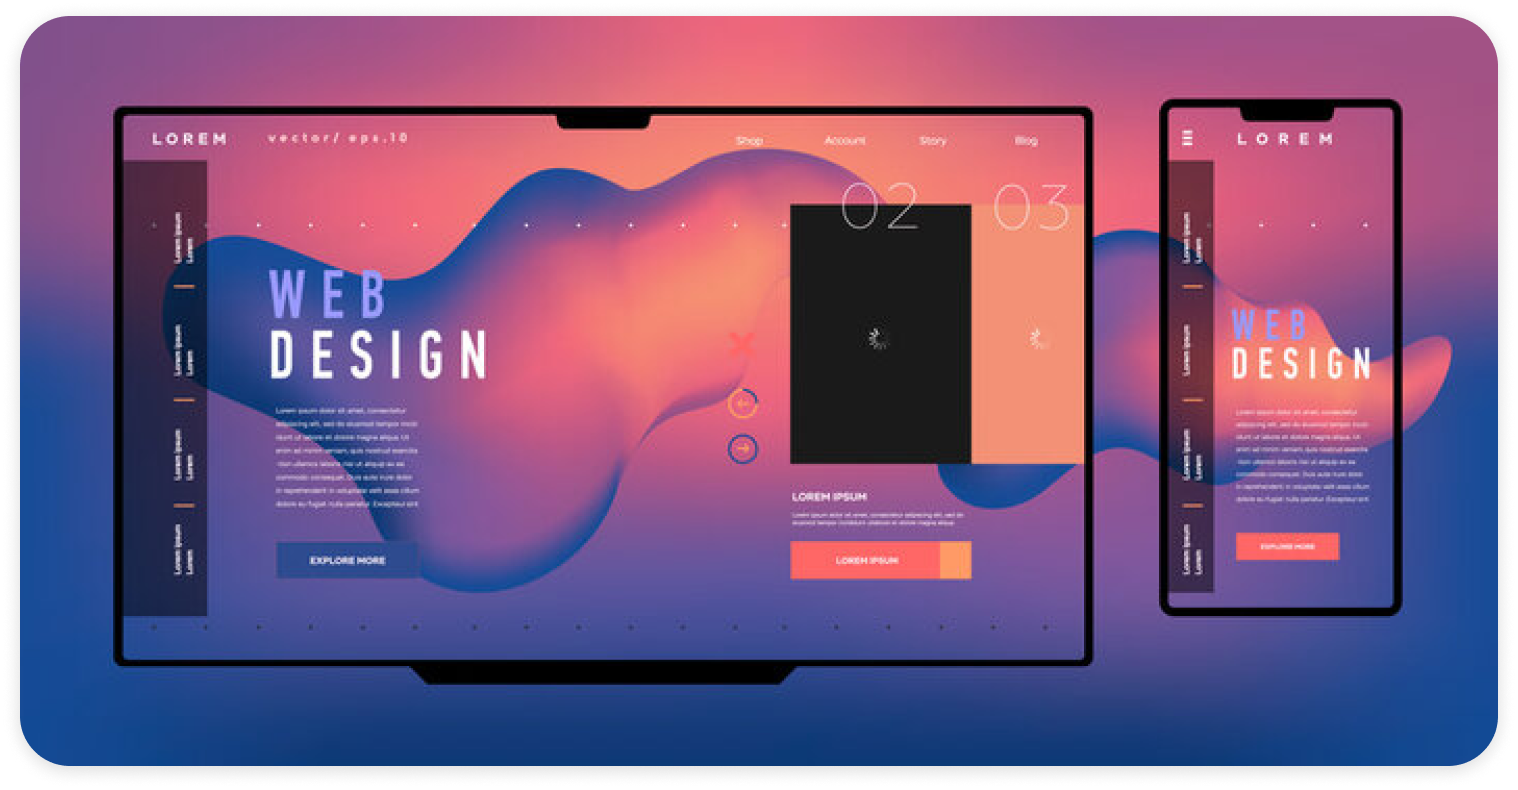 LOREM
vector/ eps.10
Shop
Account
Story
Blog
02
03
Lorem Ipsum
Lorem
Lorem Ipsum
Lorem
Lorem Ipsum
Lorem
Lorem Ipsum
Lorem
WEB
DESIGN
Lorem ipsum dolor sit amet, consectetur
adipiscing elit, sed do eiusmod tempor incidi
idunt ut labore et dolore magna aliqua. Ut
enim ad minim veniam, quis nostrud exercita
-tion ullamco laboris nisi ut aliquip ex ea
commodo consequat. Duis aute irure dolor
in reprehenderit in voluptate velit esse cillum
dolore eu fugiat nulla pariatur. Excepteur sint
EXPLORE MORE
LOREM IPSUM
Lorem ipsum dolor sit amet, consectetur adipiscing elit, sed do
eiusmod tempor incididunt ut labore et dolore magna aliqua.
LOREM IPSUM
LOREM
Lorem Ipsum
Lorem
Lorem Ipsum
Lorem
Lorem Ipsum
Lorem
Lorem Ipsum
Lorem
WEB
DESIGN
Lorem ipsum dolor sit amet, consectetur
adipiscing elit, sed do eiusmod tempor incidi
idunt ut labore et dolore magna aliqua. Ut
enim ad minim veniam, quis nostrud exercita
-tion ullamco laboris nisi ut aliquip ex ea
commodo consequat. Duis aute irure dolor
in reprehenderit in voluptate velit esse cillum
dolore eu fugiat nulla pariatur. Excepteur sint
EXPLORE MORE